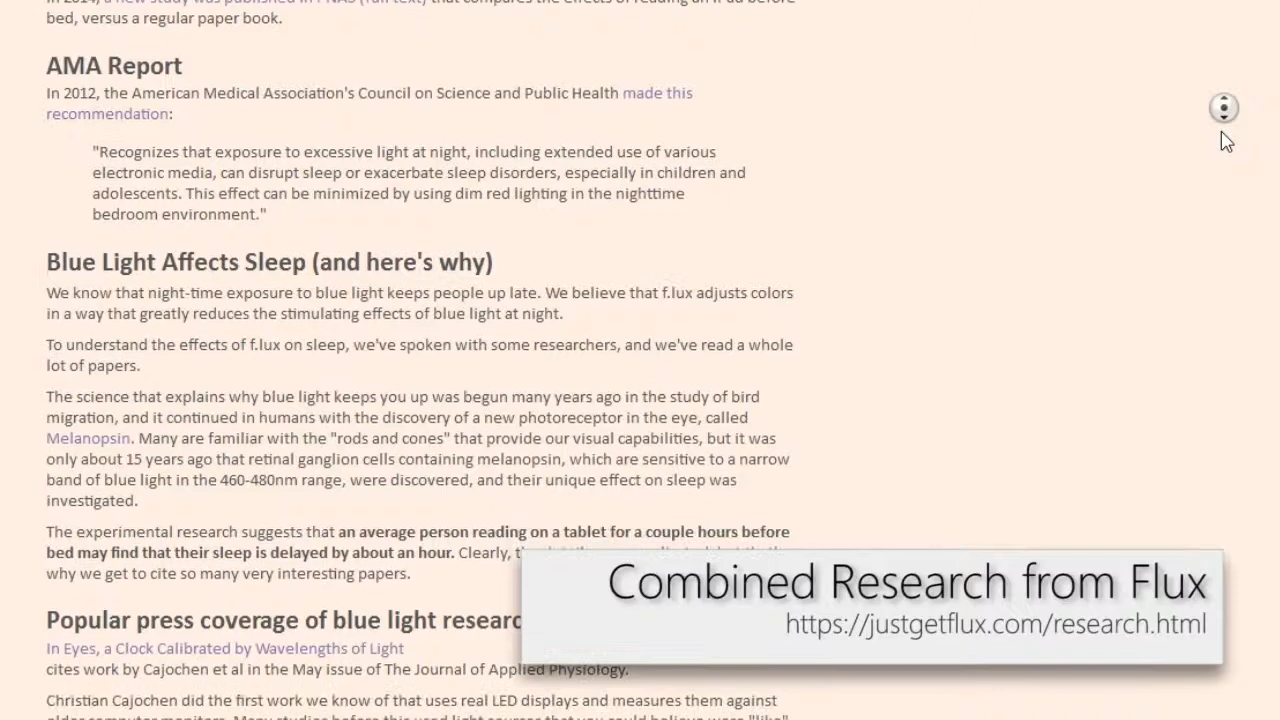 bed, versus a regular paper book.
AMA Report
In 2012, the American Medical Association's Council on Science and Public Health made this
recommendation:
"Recognizes that exposure to excessive light at night, including extended use of various
electronic media, can disrupt sleep or exacerbate sleep disorders, especially in children and
adolescents. This effect can be minimized by using dim red lighting in the nighttime
bedroom environment."
Blue Light Affects Sleep (and here's why)
We know that night-time exposure to blue light keeps people up late. We believe that f.lux adjusts colors
in a way that greatly reduces the stimulating effects of blue light at night.
To understand the effects of f.lux on sleep, we've spoken with some researchers, and we've read a whole
lot of papers.
The science that explains why blue light keeps you up was begun many years ago in the study of bird
migration, and it continued in humans with the discovery of a new photoreceptor in the eye, called
Melanopsin. Many are familiar with the "rods and cones" that provide our visual capabilities, but it was
only about 15 years ago that retinal ganglion cells containing melanopsin, which are sensitive to a narrow
band of blue light in the 460-480nm range, were discovered, and their unique effect on sleep was
investigated.
The experimental research suggests that an average person reading on a tablet for a couple hours before
bed may find that their sleep is delayed by about an hour. Clearly,
why we get to cite so many very interesting papers.
Combined Research from Flux
https://justgetflux.com/research.html
Popular press coverage of blue light research
In Eyes, a Clock Calibrated by Wavelengths of Light
cites work by Cajochen et al in the May issue of The Journal of Applied Physiology.
Christian Cajochen did the first work we know of that uses real LED displays and measures them against